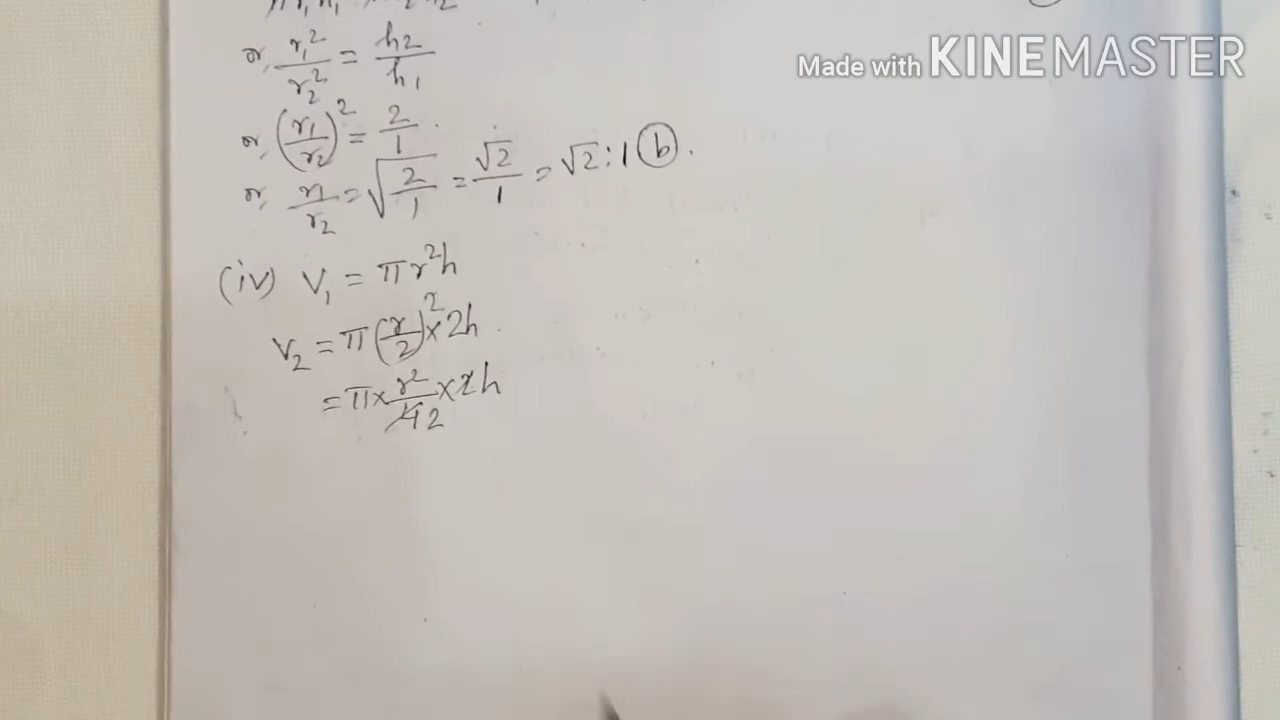 Made with KINEMASTER
or, r₁²/r₂² = h2/h₁
or, (r₁/r₂)² = 2/1
or, r1/r₂ = √(2/1) = √2/1 = √2:1 (b).
(iv) V₁ = πr²h
V₂ = π(r/2)² × 2h
= π × r²/4 2 × 2h